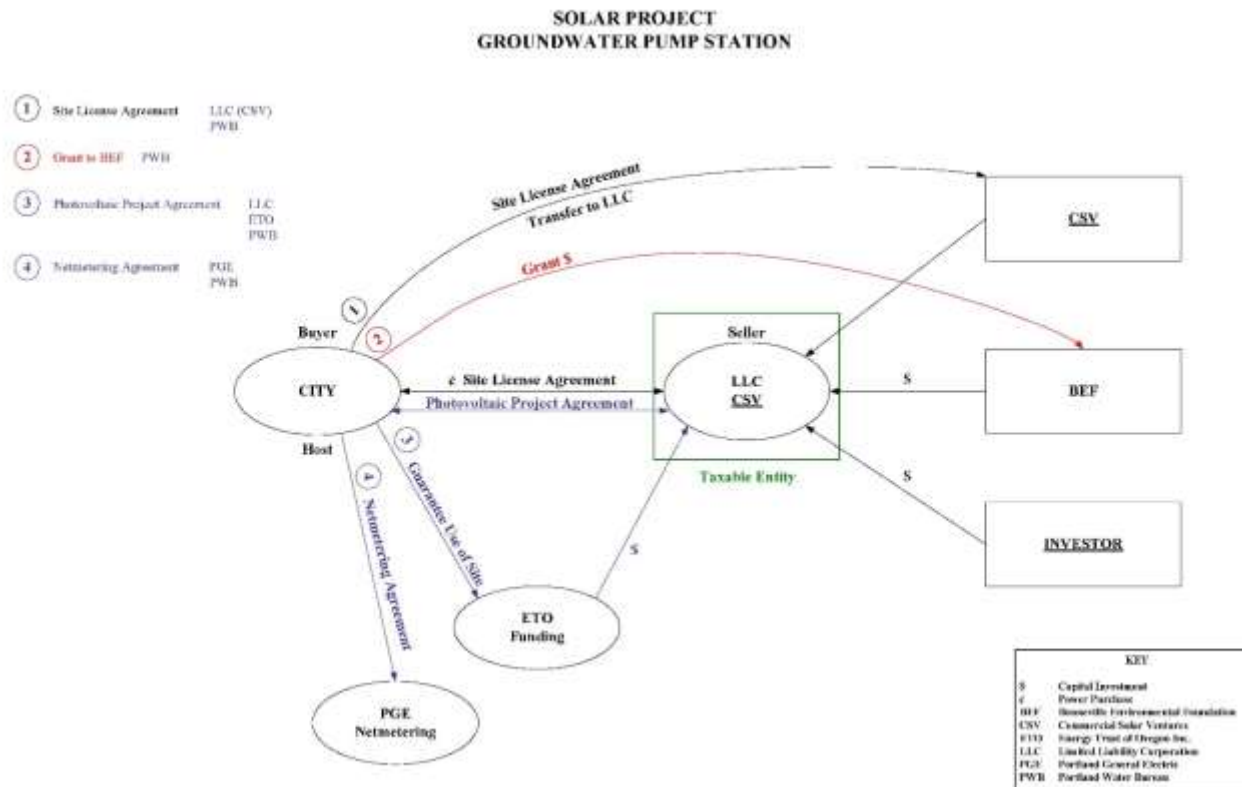 SOLAR PROJECT
GROUNDWATER PUMP STATION
1 Site License Agreement LLC (CSV)
PWB
2 Grant to BEF PWB
3 Photovoltaic Project Agreement LLC
ETO
PWB
4 Netmetering Agreement PGE
PWB
Site License Agreement
Transfer to LLC
CSV
Grant $
1
2
Buyer
Seller
CITY
¢ Site License Agreement
LLC
CSV
$
BEF
Photovoltaic Project Agreement
Host
3
Guarantee Use of Site
4
Netmetering Agreement
Taxable Entity
$
INVESTOR
$
ETO
Funding
PGE
Netmetering
KEY
$ Capital Investment
¢ Power Purchase
BEF Bonneville Environmental Foundation
CSV Commercial Solar Ventures
ETO Energy Trust of Oregon Inc.
LLC Limited Liability Corporation
PGE Portland General Electric
PWB Portland Water Bureau